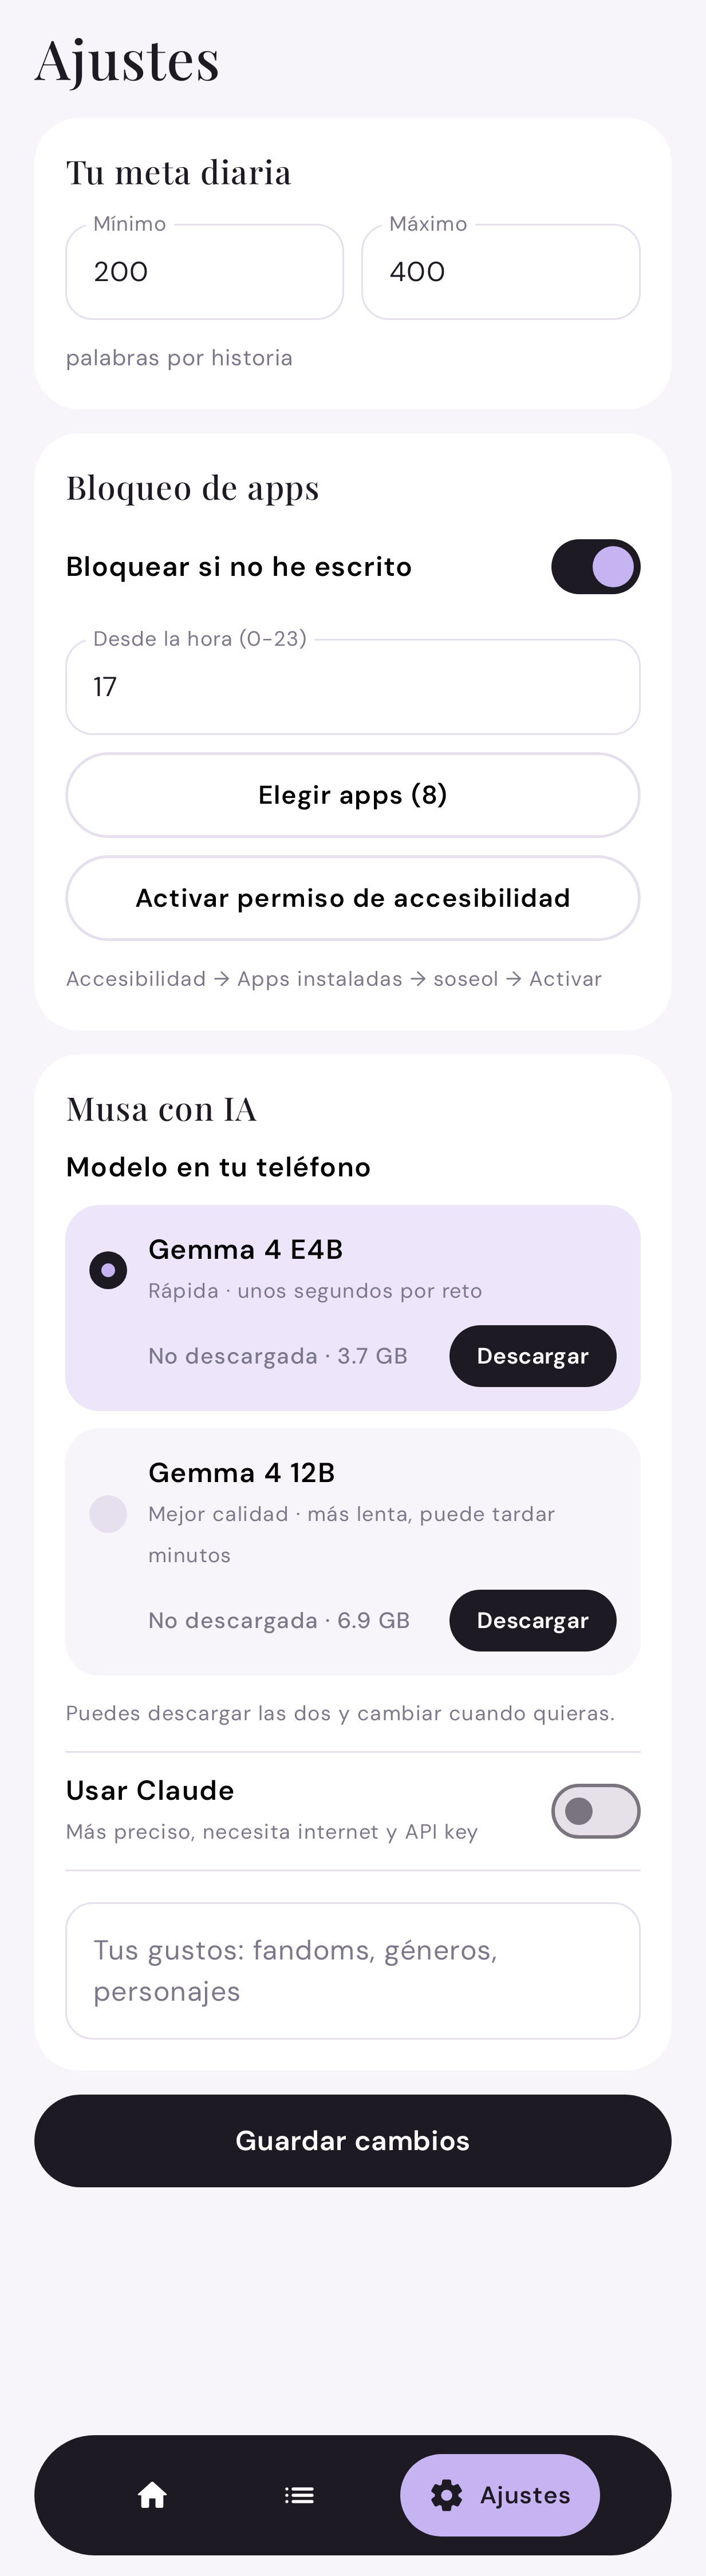 Ajustes
Tu meta diaria
Mínimo
200
Máximo
400
palabras por historia
Bloqueo de apps
Bloquear si no he escrito
Desde la hora (0-23)
17
Elegir apps (8)
Activar permiso de accesibilidad
Accesibilidad → Apps instaladas → soseol → Activar
Musa con IA
Modelo en tu teléfono
Gemma 4 E4B
Rápida · unos segundos por reto
No descargada · 3.7 GB
Descargar
Gemma 4 12B
Mejor calidad · más lenta, puede tardar
minutos
No descargada · 6.9 GB
Descargar
Puedes descargar las dos y cambiar cuando quieras.
Usar Claude
Más preciso, necesita internet y API key
Tus gustos: fandoms, géneros,
personajes
Guardar cambios
Ajustes